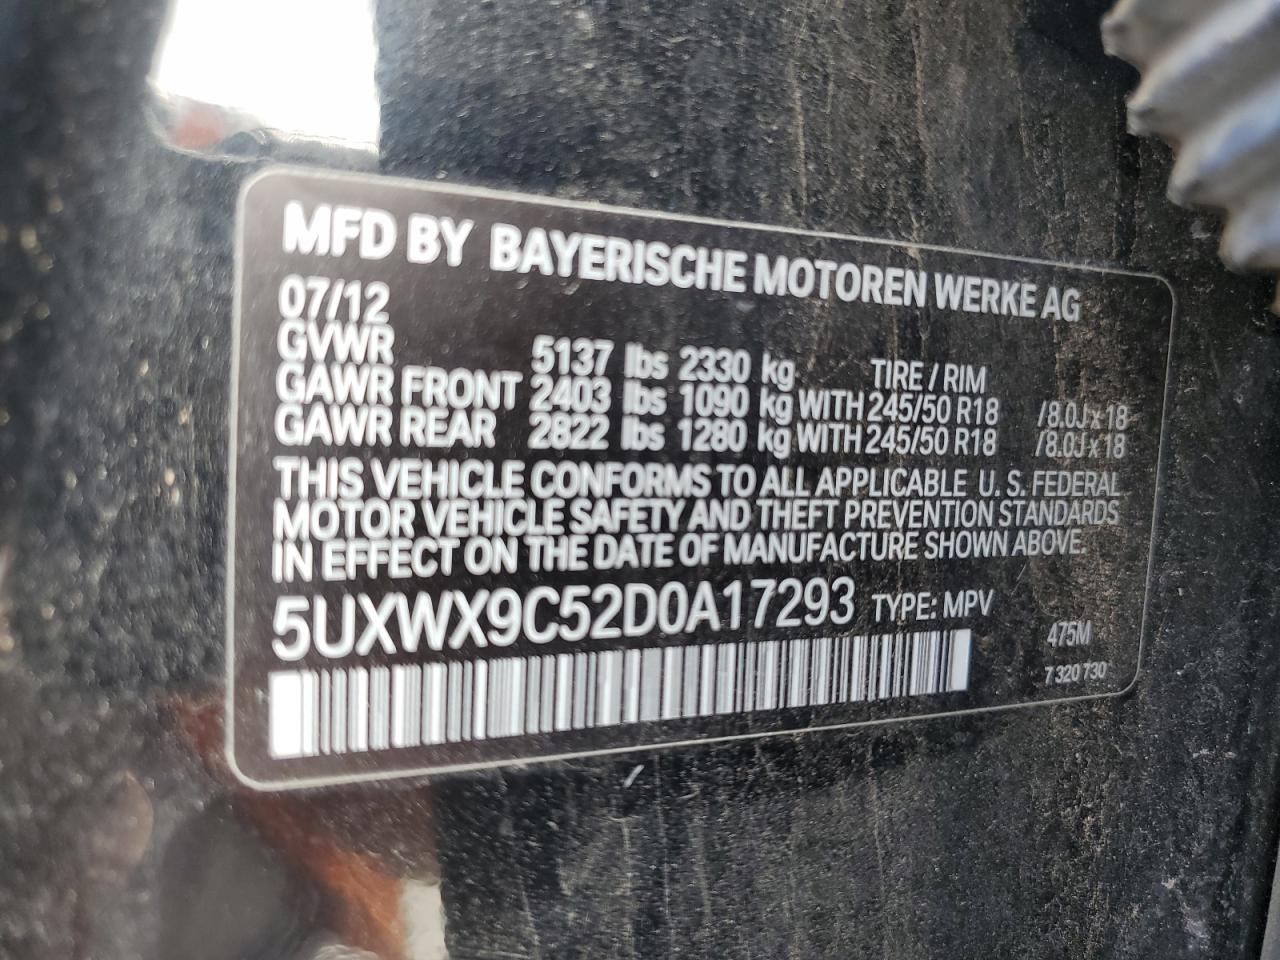 MFD BY BAYERISCHE MOTOREN WERKE AG
07/12
GVWR 5137 lbs 2330 kg TIRE / RIM
GAWR FRONT 2403 lbs 1090 kg WITH 245/50 R18 /8.0J x 18
GAWR REAR 2822 lbs 1280 kg WITH 245/50 R18 /8.0J x 18
THIS VEHICLE CONFORMS TO ALL APPLICABLE U. S. FEDERAL
MOTOR VEHICLE SAFETY AND THEFT PREVENTION STANDARDS
IN EFFECT ON THE DATE OF MANUFACTURE SHOWN ABOVE.
5UXWX9C52D0A17293 TYPE: MPV
475M
7 320 730